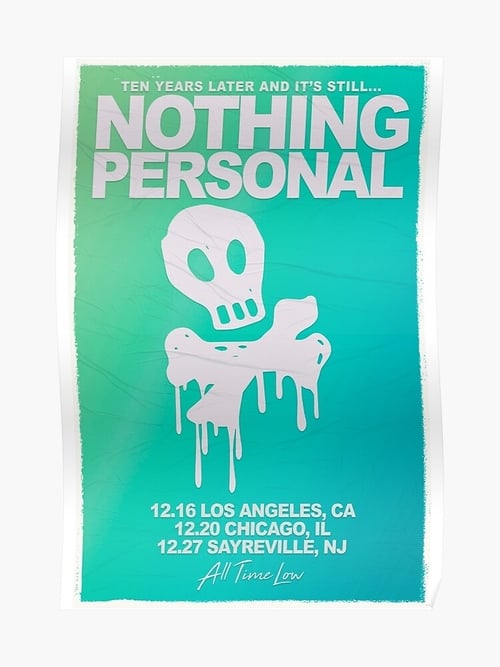 TEN YEARS LATER AND IT'S STILL...
NOTHING
PERSONAL
12.16 LOS ANGELES, CA
12.20 CHICAGO, IL
12.27 SAYREVILLE, NJ
All Time Low